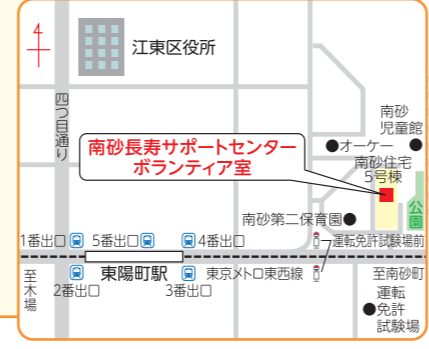 江東区役所
四つ目通り
南砂長寿サポートセンター
ボランティア室
南砂
児童館
オーケー
南砂住宅
5号棟
公園
南砂第二保育園
1番出口
5番出口
4番出口
運転免許試験場前
至木場
2番出口
東陽町駅
3番出口
東京メトロ東西線
至南砂町
運転
免許
試験場